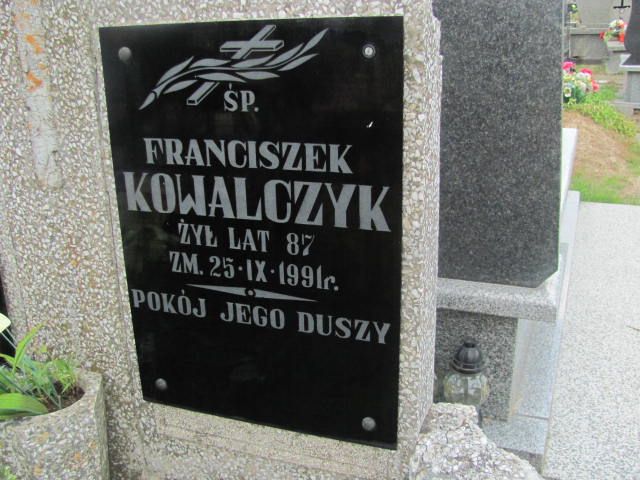 ŚP.
FRANCISZEK
KOWALCZYK
ŻYŁ LAT 87
ZM. 25·IX·1991r.
POKÓJ JEGO DUSZY